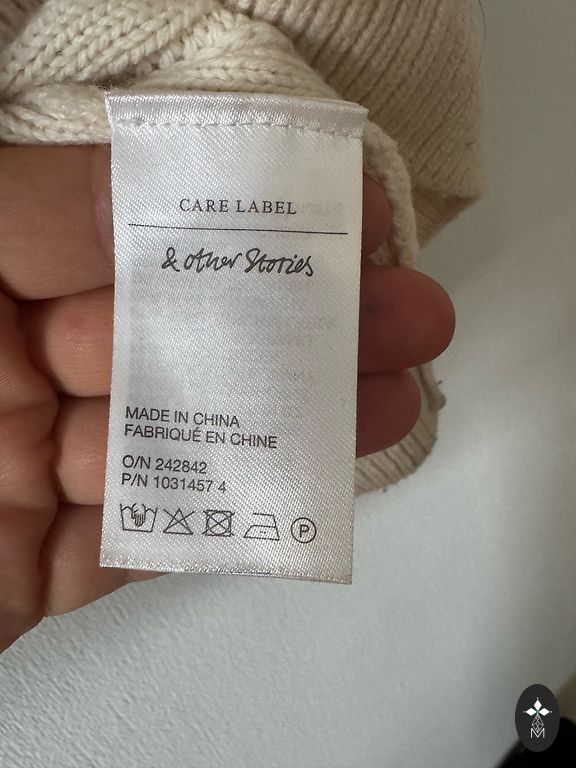 CARE LABEL
& other Stories
MADE IN CHINA
FABRIQUÉ EN CHINE
O/N 242842
P/N 1031457 4
P
M